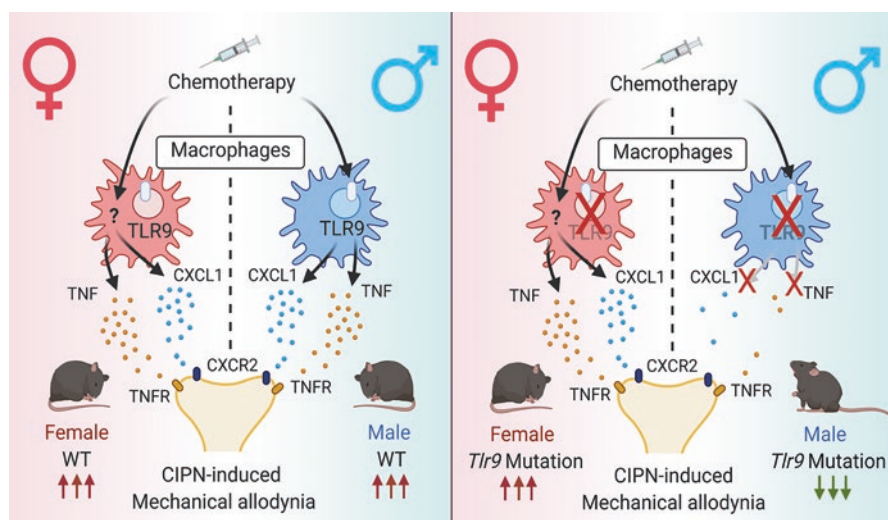 Chemotherapy
Macrophages
?
TLR9
TLR9
CXCL1
CXCL1
TNF
TNF
CXCR2
TNFR
TNFR
Female
WT
Male
WT
CIPN-induced
Mechanical allodynia
Chemotherapy
Macrophages
?
TLR9
TLR9
CXCL1
CXCL1
TNF
TNF
CXCR2
TNFR
TNFR
Female
Tlr9 Mutation
Male
Tlr9 Mutation
CIPN-induced
Mechanical allodynia